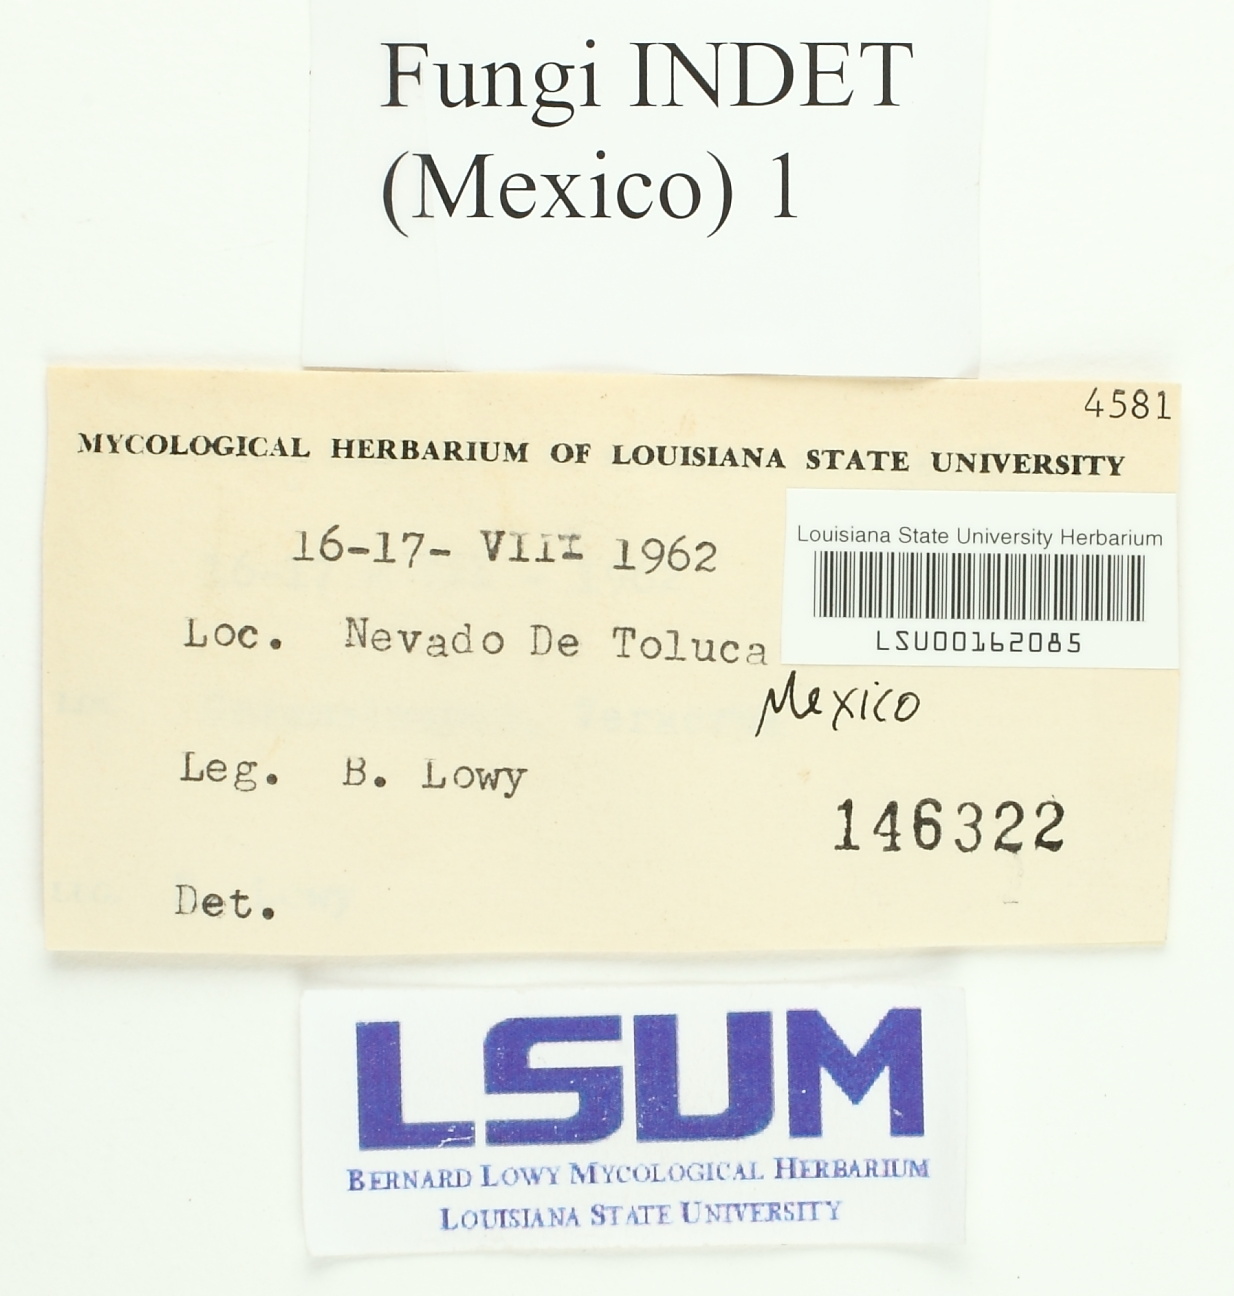 Fungi INDET
(Mexico) 1
4581
MYCOLOGICAL HERBARIUM OF LOUISIANA STATE UNIVERSITY
16-17- VIII 1962
Louisiana State University Herbarium
LSU00162085
Loc. Nevado De Toluca
Mexico
Leg. B. Lowy
146322
Det.
LSUM
BERNARD LOWY MYCOLOGICAL HERBARIUM
LOUISIANA STATE UNIVERSITY